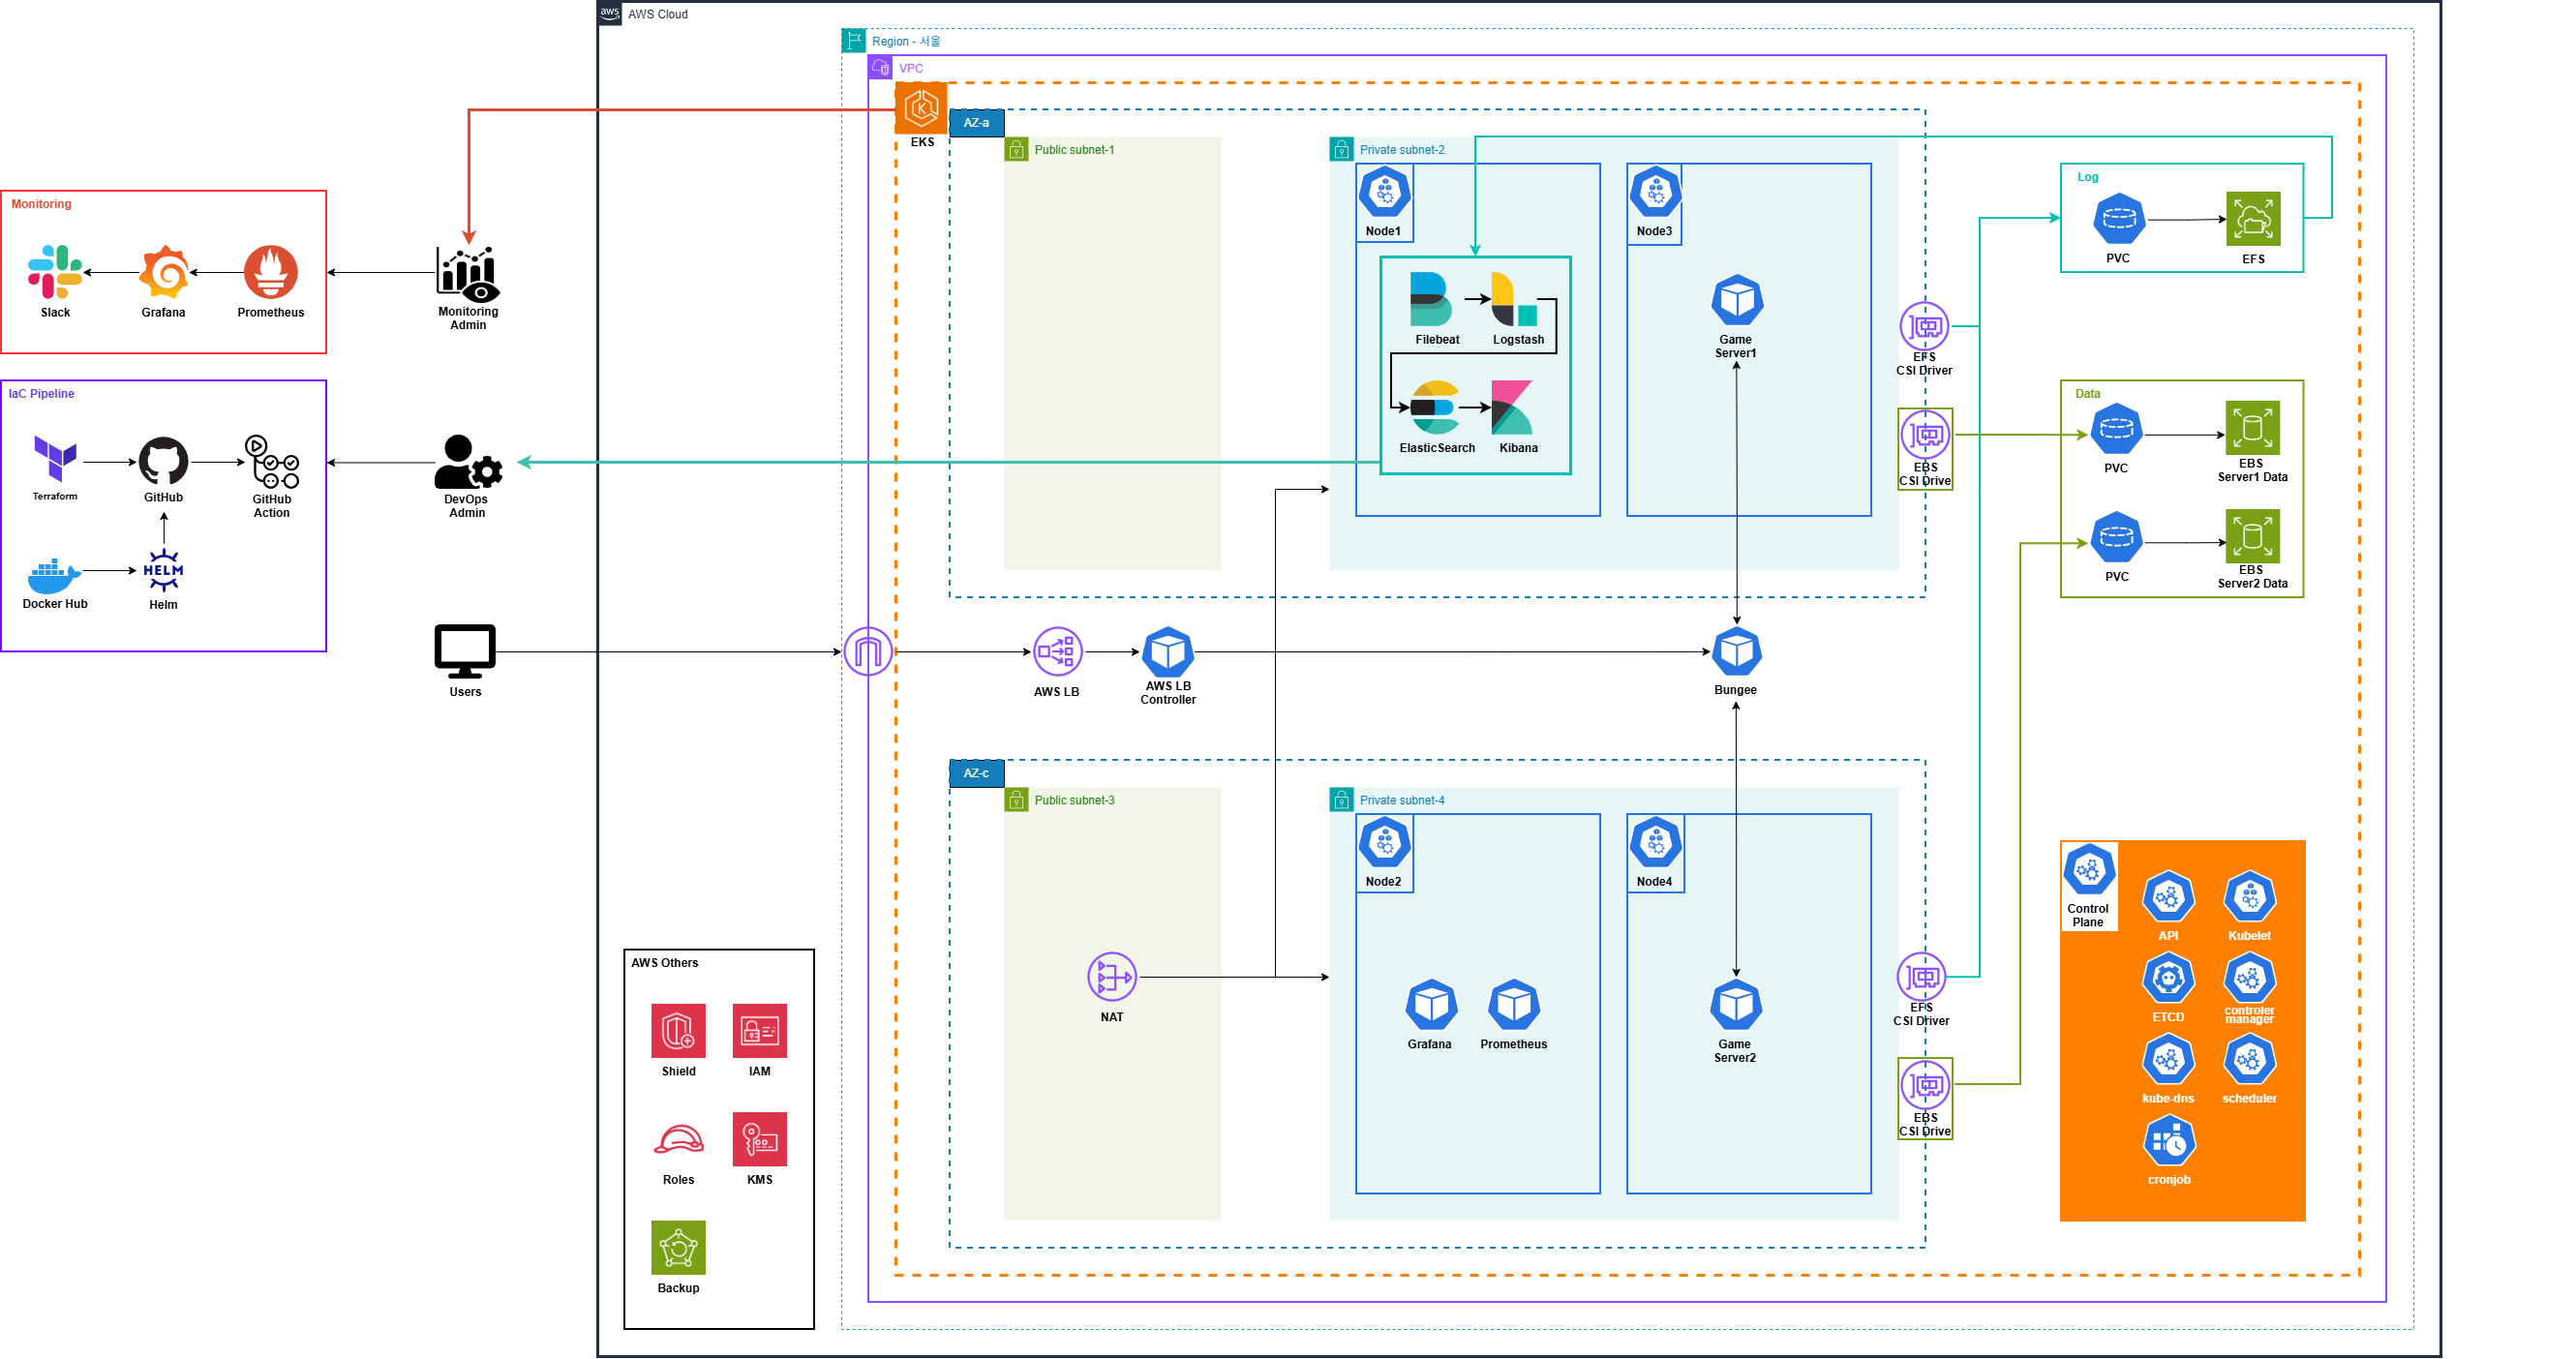 aws
AWS Cloud
Region - 서울
VPC
EKS
AZ-a
Public subnet-1
Private subnet-2
Node1
Node3
Filebeat
Logstash
ElasticSearch
Kibana
Game
Server1
EFS
CSI Driver
EBS
CSI Drive
Log
PVC
EFS
Data
PVC
EBS
Server1 Data
PVC
EBS
Server2 Data
Monitoring
Slack
Grafana
Prometheus
Monitoring
Admin
IaC Pipeline
Terraform
GitHub
GitHub
Action
Docker Hub
HELM
Helm
DevOps
Admin
Users
AWS LB
AWS LB
Controller
Bungee
AZ-c
Public subnet-3
NAT
Private subnet-4
Node2
Node4
Grafana
Prometheus
Game
Server2
EFS
CSI Driver
EBS
CSI Drive
Control
Plane
API
Kubelet
ETCD
controler
manager
kube-dns
scheduler
cronjob
AWS Others
Shield
IAM
Roles
KMS
Backup